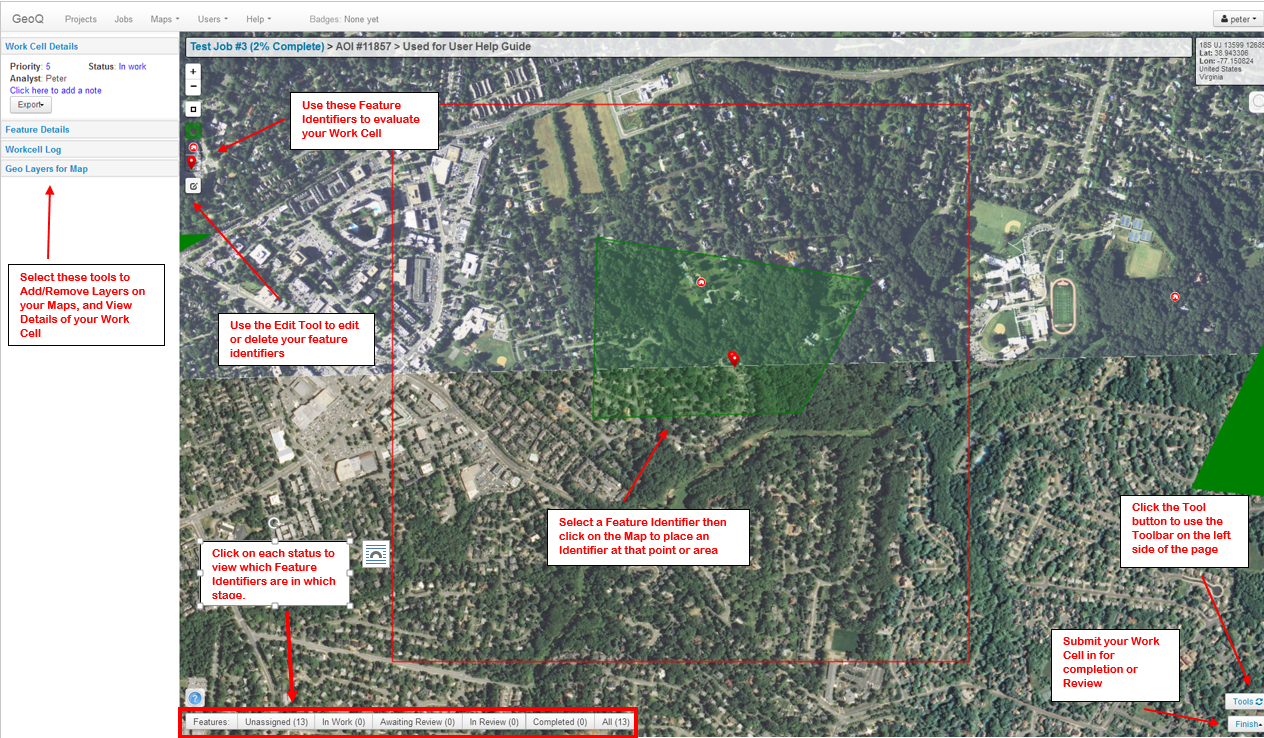 GeoQ Projects Jobs Maps Users Help Badges: None yet peter
Work Cell Details
Priority: 5 Status: In work
Analyst: Peter
Click here to add a note
Export
Feature Details
Workcell Log
Geo Layers for Map
Test Job #3 (2% Complete) > AOI #11857 > Used for User Help Guide
18S UJ 13599 12685
Lat: 38.943306
Lon: -77.150824
United States
Virginia
+
−
Use these Feature
Identifiers to evaluate
your Work Cell
Select these tools to
Add/Remove Layers on
your Maps, and View
Details of your Work
Cell
Use the Edit Tool to edit
or delete your feature
identifiers
Select a Feature Identifier then
click on the Map to place an
Identifier at that point or area
Click the Tool
button to use the
Toolbar on the left
side of the page
Click on each status to
view which Feature
Identifiers are in which
stage.
Submit your Work
Cell in for
completion or
Review
?
Tools
Finish
Features: Unassigned (13) In Work (0) Awaiting Review (0) In Review (0) Completed (0) All (13)